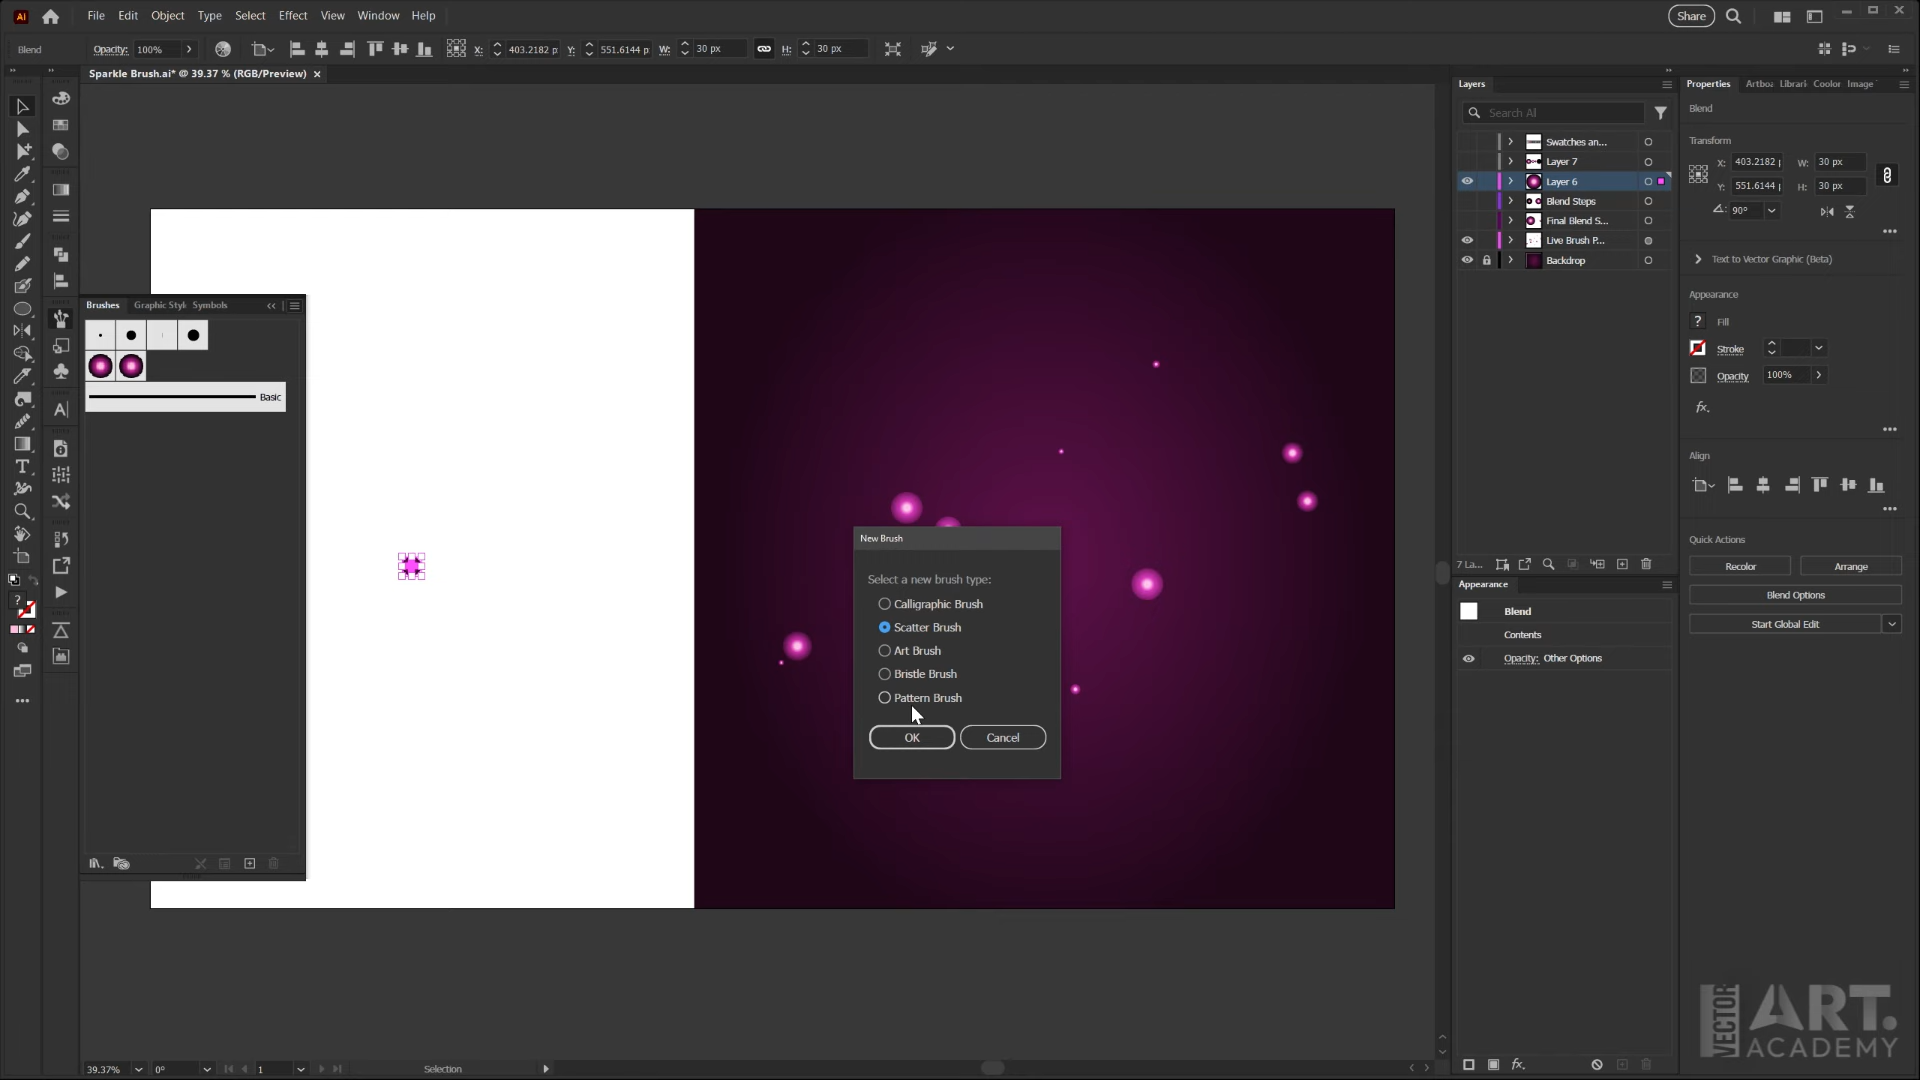 Ai File Edit Object Type Select Effect View Window Help Share
Blend Opacity: 100% X: 403.2182 p Y: 551.6144 p W: 30 px H: 30 px
Sparkle Brush.ai* @ 39.37 % (RGB/Preview)
Brushes Graphic Style Symbols
Basic
New Brush
Select a new brush type:
Calligraphic Brush
Scatter Brush
Art Brush
Bristle Brush
Pattern Brush
OK Cancel
Layers
Search All
Swatches an...
Layer 7
Layer 6
Blend Steps
Final Blend S...
Live Brush P...
Backdrop
7 La...
Appearance
Blend
Contents
Opacity: Other Options
Properties Artboa Librari Coolor Image
Blend
Transform
X: 403.2182 p W: 30 px
Y: 551.6144 p H: 30 px
90°
Text to Vector Graphic (Beta)
Appearance
? Fill
Stroke
Opacity 100%
fx.
Align
Quick Actions
Recolor Arrange
Blend Options
Start Global Edit
VECTOR ART. ACADEMY
39.37% 0° 1 Selection